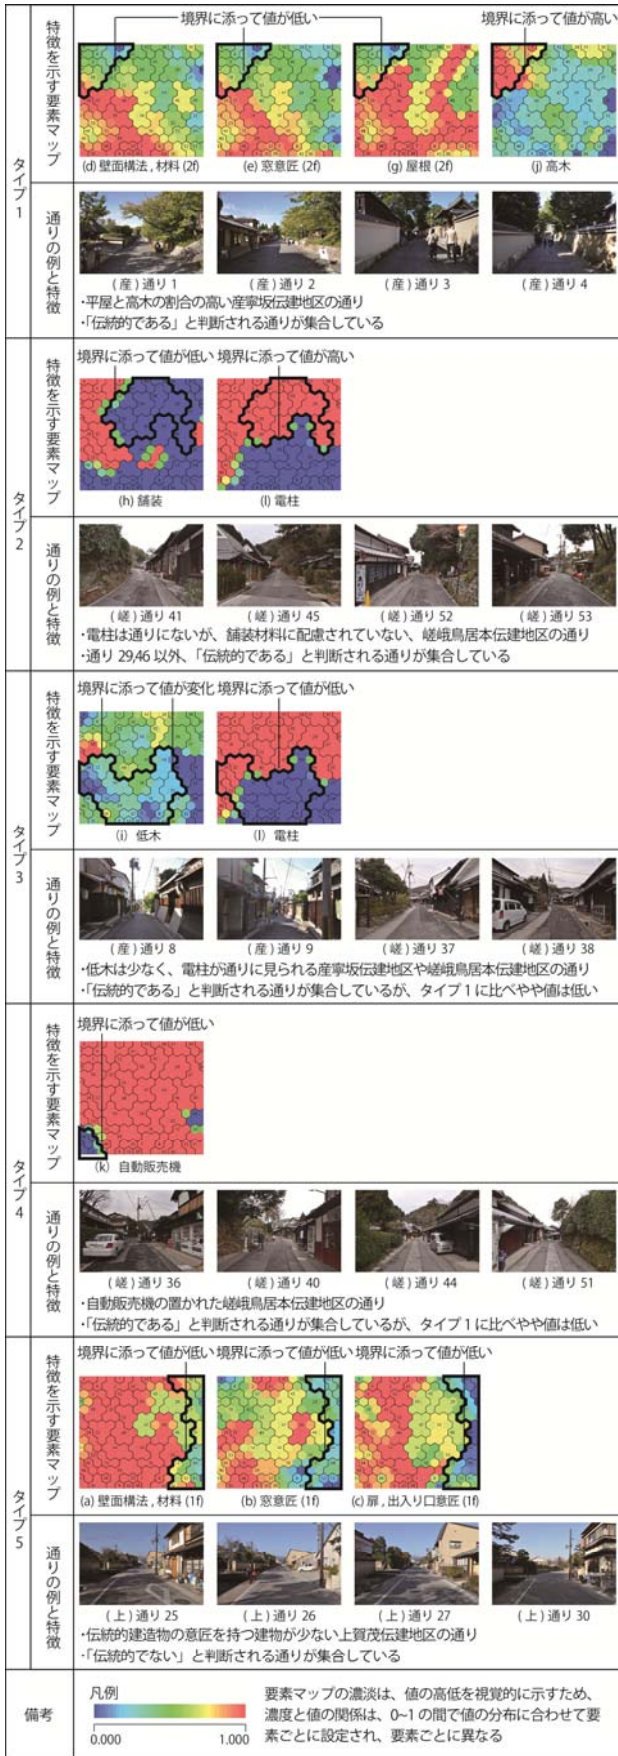 タイプ1
特徴を示す要素マップ
境界に添って値が低い
境界に添って値が高い
(d) 壁面構法, 材料 (2f)
(e) 窓意匠 (2f)
(g) 屋根 (2f)
(j) 高木
通りの例と特徴
(産) 通り 1
(産) 通り 2
(産) 通り 3
(産) 通り 4
・平屋と高木の割合の高い産寧坂伝建地区の通り
・「伝統的である」と判断される通りが集合している
タイプ2
特徴を示す要素マップ
境界に添って値が低い
境界に添って値が高い
(h) 舗装
(l) 電柱
通りの例と特徴
(嵯) 通り 41
(嵯) 通り 45
(嵯) 通り 52
(嵯) 通り 53
・電柱は通りにないが、舗装材料に配慮されていない、嵯峨鳥居本伝建地区の通り
・通り 29,46 以外、「伝統的である」と判断される通りが集合している
タイプ3
特徴を示す要素マップ
境界に添って値が変化
境界に添って値が低い
(i) 低木
(l) 電柱
通りの例と特徴
(産) 通り 8
(産) 通り 9
(嵯) 通り 37
(嵯) 通り 38
・低木は少なく、電柱が通りに見られる産寧坂伝建地区や嵯峨鳥居本伝建地区の通り
・「伝統的である」と判断される通りが集合しているが、タイプ 1 に比べやや値は低い
タイプ4
特徴を示す要素マップ
境界に添って値が低い
(k) 自動販売機
通りの例と特徴
(嵯) 通り 36
(嵯) 通り 40
(嵯) 通り 44
(嵯) 通り 51
・自動販売機の置かれた嵯峨鳥居本伝建地区の通り
・「伝統的である」と判断される通りが集合しているが、タイプ 1 に比べやや値は低い
タイプ5
特徴を示す要素マップ
境界に添って値が低い
境界に添って値が低い
境界に添って値が低い
(a) 壁面構法, 材料 (1f)
(b) 窓意匠 (1f)
(c) 扉, 出入り口意匠 (1f)
通りの例と特徴
(上) 通り 25
(上) 通り 26
(上) 通り 27
(上) 通り 30
・伝統的建造物の意匠を持つ建物が少ない上賀茂伝建地区の通り
・「伝統的でない」と判断される通りが集合している
備考
凡例
0.000
1.000
要素マップの濃淡は、値の高低を視覚的に示すため、
濃度と値の関係は、0~1 の間で値の分布に合わせて要
素ごとに設定され、要素ごとに異なる